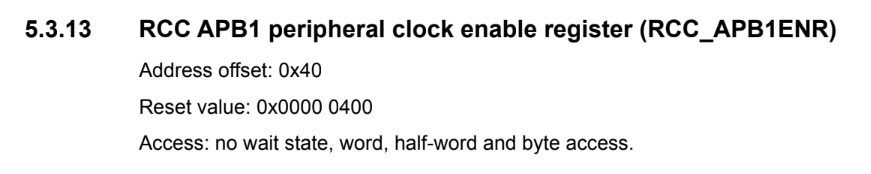 5.3.13 RCC APB1 peripheral clock enable register (RCC_APB1ENR)
Address offset: 0x40
Reset value: 0x0000 0400
Access: no wait state, word, half-word and byte access.